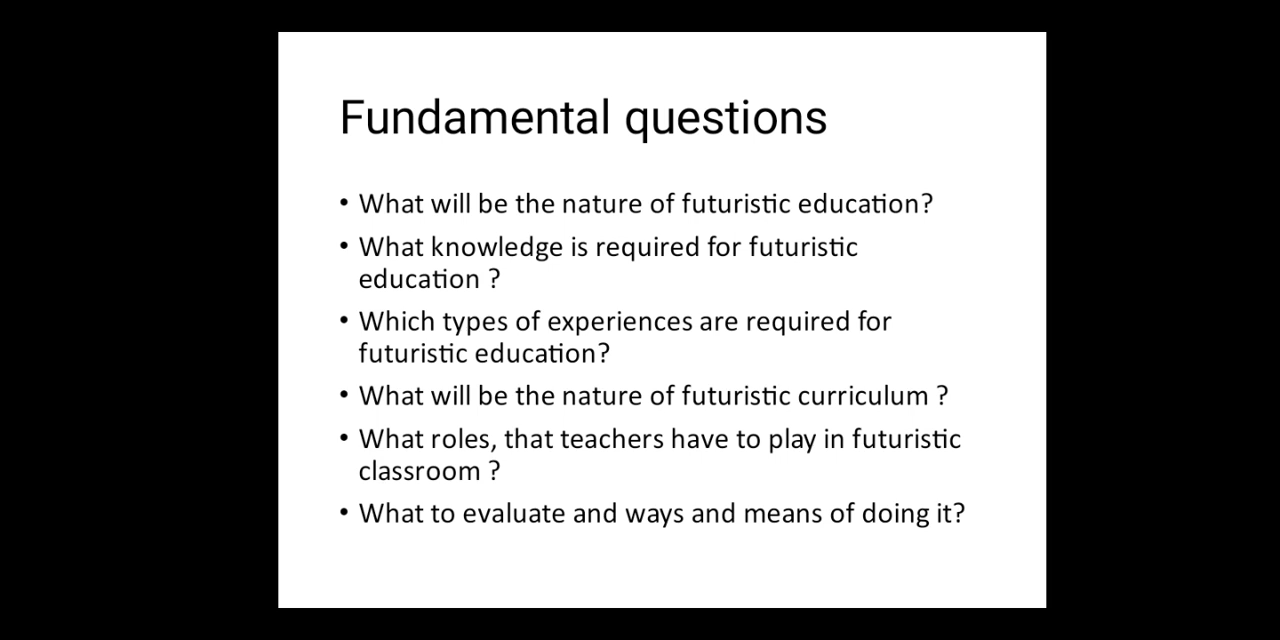 Fundamental questions
• What will be the nature of futuristic education?
• What knowledge is required for futuristic
education ?
• Which types of experiences are required for
futuristic education?
• What will be the nature of futuristic curriculum ?
• What roles, that teachers have to play in futuristic
classroom ?
• What to evaluate and ways and means of doing it?